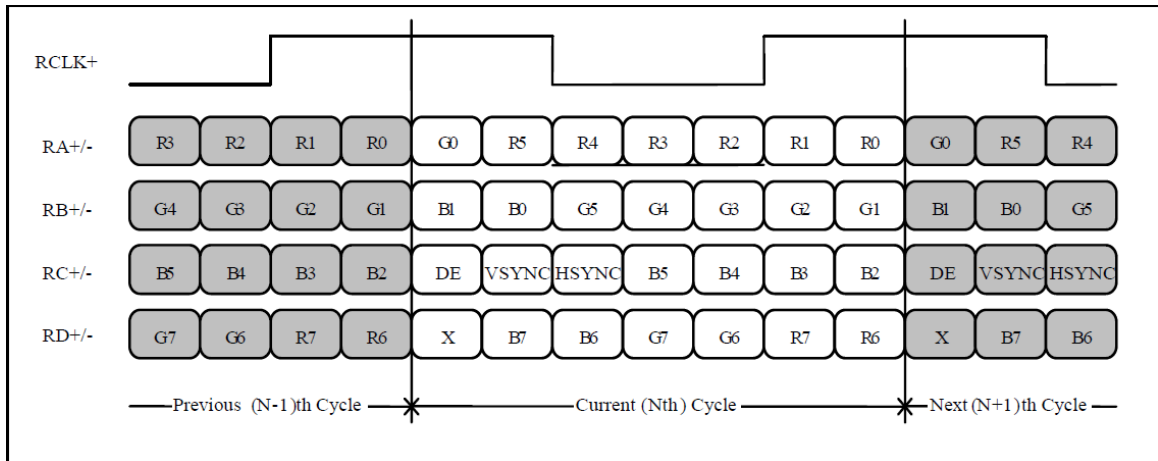 RCLK+
RA+/- R3 R2 R1 R0 G0 R5 R4 R3 R2 R1 R0 G0 R5 R4
RB+/- G4 G3 G2 G1 B1 B0 G5 G4 G3 G2 G1 B1 B0 G5
RC+/- B5 B4 B3 B2 DE VSYNC HSYNC B5 B4 B3 B2 DE VSYNC HSYNC
RD+/- G7 G6 R7 R6 X B7 B6 G7 G6 R7 R6 X B7 B6
Previous (N-1)th Cycle Current (Nth) Cycle Next (N+1)th Cycle